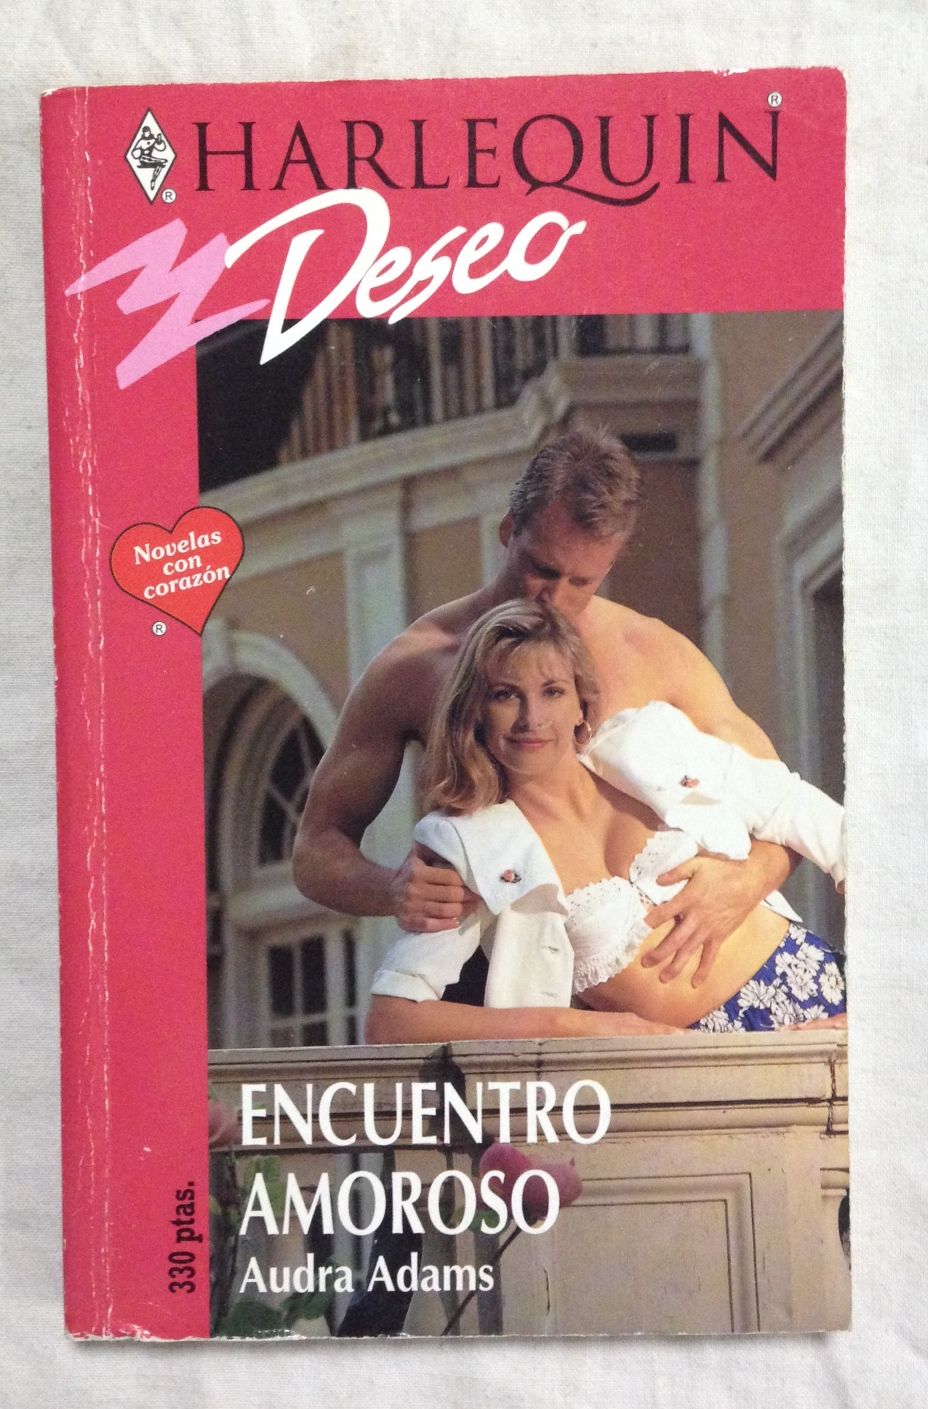 HARLEQUIN ®
®
Deseo
Novelas
con
corazón
®
ENCUENTRO
AMOROSO
Audra Adams
330 ptas.